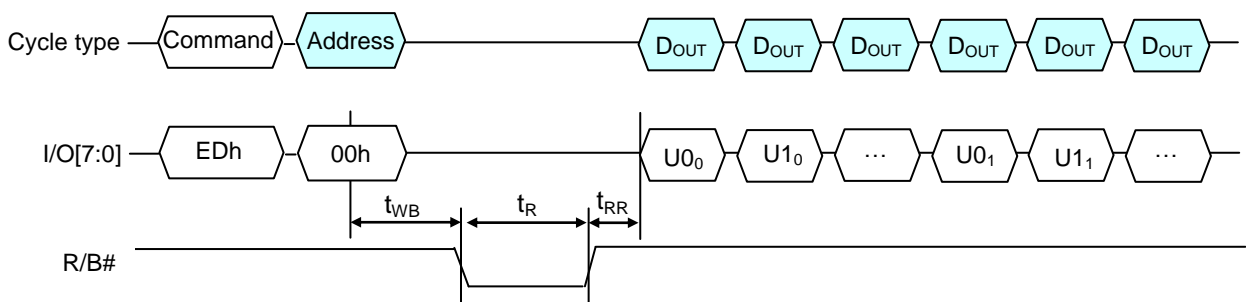 Cycle type Command Address DOUT DOUT DOUT DOUT DOUT DOUT
I/O[7:0] EDh 00h U0₀ U1₀ ... U0₁ U1₁ ...
tWB tR tRR
R/B#